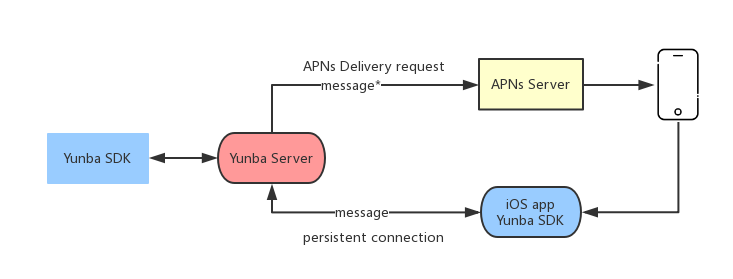 APNs Delivery request
message*
APNs Server
Yunba SDK
Yunba Server
message
iOS app
Yunba SDK
persistent connection